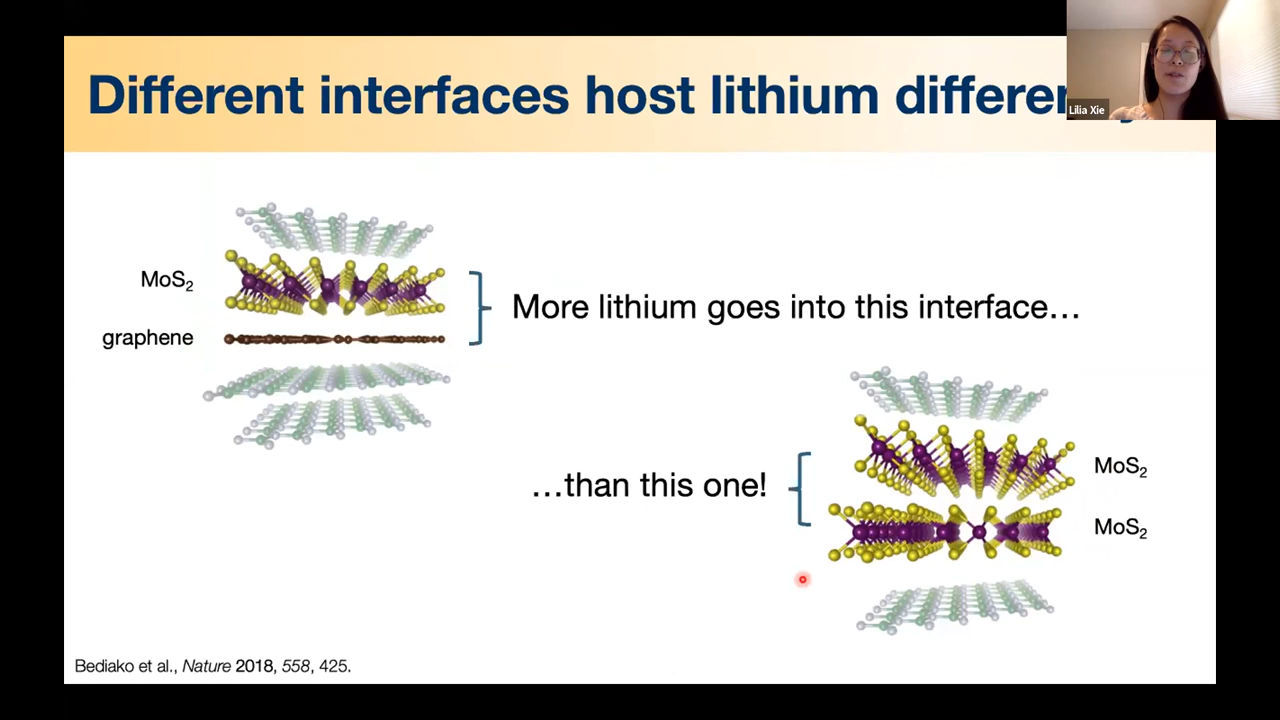 Different interfaces host lithium
Lilia Xie
MoS₂
graphene
More lithium goes into this interface…
…than this one!
MoS₂
MoS₂
Bediako et al., Nature 2018, 558, 425.